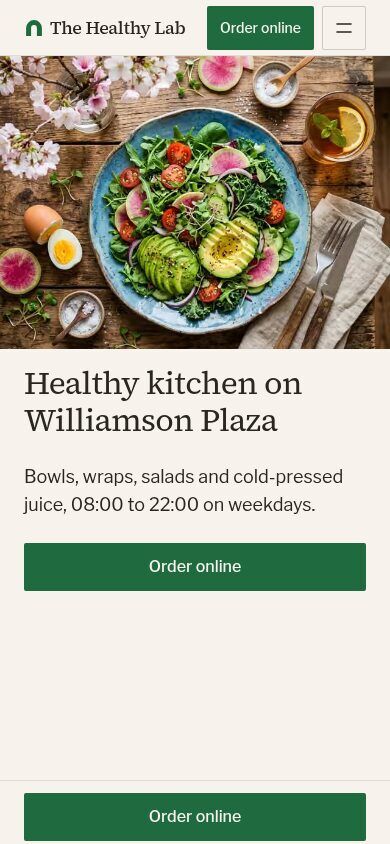 The Healthy Lab
Order online
Healthy kitchen on
Williamson Plaza
Bowls, wraps, salads and cold-pressed
juice, 08:00 to 22:00 on weekdays.
Order online
Order online